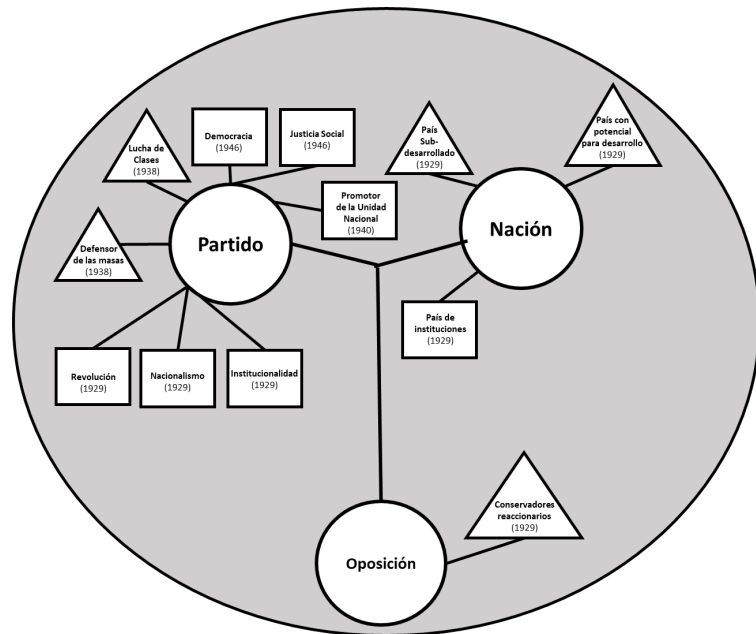 Lucha de
Clases
(1938)
Democracia
(1946)
Justicia Social
(1946)
Promotor
de la Unidad
Nacional
(1940)
Defensor
de las masas
(1938)
Partido
Revolución
(1929)
Nacionalismo
(1929)
Institucionalidad
(1929)
País
Sub-
desarrollado
(1929)
País con
potencial
para desarrollo
(1929)
Nación
País de
instituciones
(1929)
Conservadores
reaccionarios
(1929)
Oposición